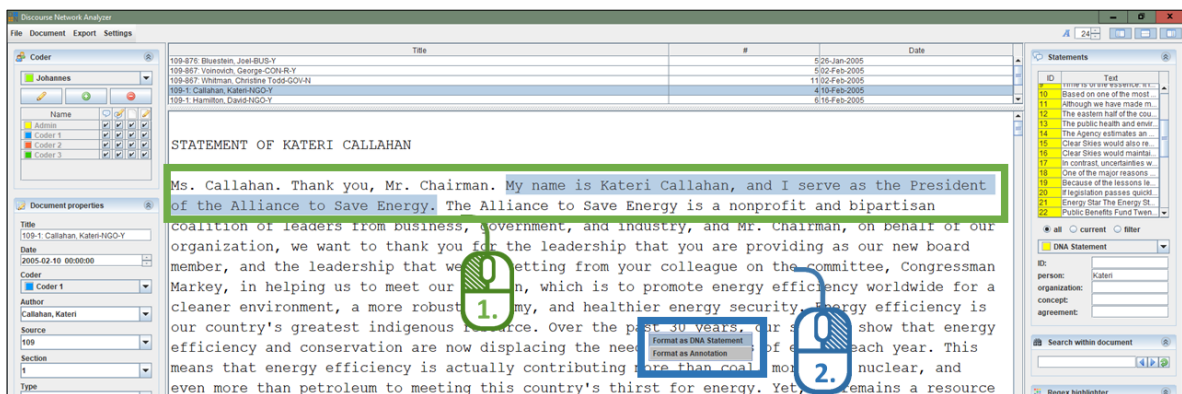 Discourse Network Analyzer
File Document Export Settings
24
Coder
Johannes
Name
Admin
Coder 1
Coder 2
Coder 3
Document properties
Title
109-1: Callahan, Kateri-NGO-Y
Date
2005-02-10 00:00:00
Coder
Coder 1
Author
Callahan, Kateri
Source
109
Section
1
Type
Title # Date
109-876: Bluestein, Joel-BUS-Y 5 26-Jan-2005
109-867: Voinovich, George-CON-R-Y 5 02-Feb-2005
109-867: Whitman, Christine Todd-GOV-N 11 02-Feb-2005
109-1: Callahan, Kateri-NGO-Y 4 10-Feb-2005
109-1: Hamilton, David-NGO-Y 6 16-Feb-2005
STATEMENT OF KATERI CALLAHAN
Ms. Callahan. Thank you, Mr. Chairman. My name is Kateri Callahan, and I serve as the President
of the Alliance to Save Energy. The Alliance to Save Energy is a nonprofit and bipartisan
coalition of leaders from business, government, and industry, and Mr. Chairman, on behalf of our
organization, we want to thank you for the leadership that you are providing as our new board
member, and the leadership that we getting from your colleague on the committee, Congressman
Markey, in helping us to meet our which is to promote energy efficiency worldwide for a
cleaner environment, a more robust and healthier energy security. Energy efficiency is
our country's greatest indigenous Over the past 30 years, our show that energy
efficiency and conservation are now displacing the need of each year. This
means that energy efficiency is actually contributing more than coal, nuclear, and
even more than petroleum to meeting this country's thirst for energy. Yet, remains a resource
1.
Format as DNA Statement
Format as Annotation
2.
Statements
ID Text
9 Time is of the essence. It
10 Based on one of the most ...
11 Although we have made m...
12 The eastern half of the cou...
13 The public health and envir...
14 The Agency estimates an ...
15 Clear Skies would also re...
16 Clear Skies would maintai...
17 In contrast, uncertainties w...
18 One of the major reasons ...
19 Because of the lessons le...
20 If legislation passes quickl...
21 Energy Star The Energy St...
22 Public Benefits Fund Twen...
all current filter
DNA Statement
ID:
person: Kateri
organization:
concept:
agreement:
Search within document
Regex highlighter